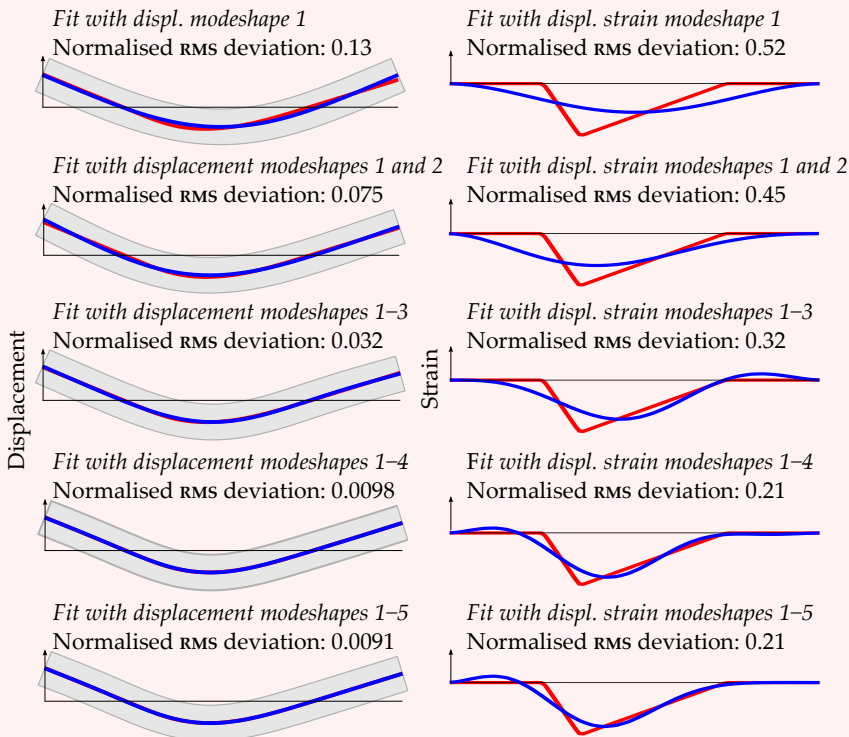 Fit with displ. modeshape 1
Normalised RMS deviation: 0.13
Fit with displ. strain modeshape 1
Normalised RMS deviation: 0.52
Fit with displacement modeshapes 1 and 2
Normalised RMS deviation: 0.075
Fit with displ. strain modeshapes 1 and 2
Normalised RMS deviation: 0.45
Fit with displacement modeshapes 1–3
Normalised RMS deviation: 0.032
Fit with displ. strain modeshapes 1–3
Normalised RMS deviation: 0.32
Displacement
Strain
Fit with displacement modeshapes 1–4
Normalised RMS deviation: 0.0098
Fit with displ. strain modeshapes 1–4
Normalised RMS deviation: 0.21
Fit with displacement modeshapes 1–5
Normalised RMS deviation: 0.0091
Fit with displ. strain modeshapes 1–5
Normalised RMS deviation: 0.21